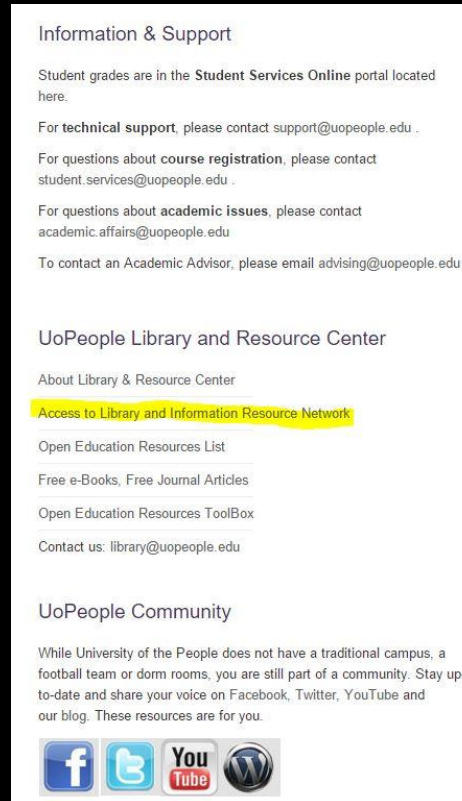 Information & Support
Student grades are in the Student Services Online portal located
here.
For technical support, please contact support@uopeople.edu .
For questions about course registration, please contact
student.services@uopeople.edu .
For questions about academic issues, please contact
academic.affairs@uopeople.edu
To contact an Academic Advisor, please email advising@uopeople.edu
UoPeople Library and Resource Center
About Library & Resource Center
Access to Library and Information Resource Network
Open Education Resources List
Free e-Books, Free Journal Articles
Open Education Resources ToolBox
Contact us: library@uopeople.edu
UoPeople Community
While University of the People does not have a traditional campus, a
football team or dorm rooms, you are still part of a community. Stay up
to-date and share your voice on Facebook, Twitter, YouTube and
our blog. These resources are for you.
f t You Tube W